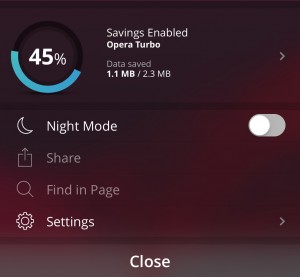 45%
Savings Enabled
Opera Turbo
Data saved
1.1 MB / 2.3 MB
Night Mode
Share
Find in Page
Settings
Close